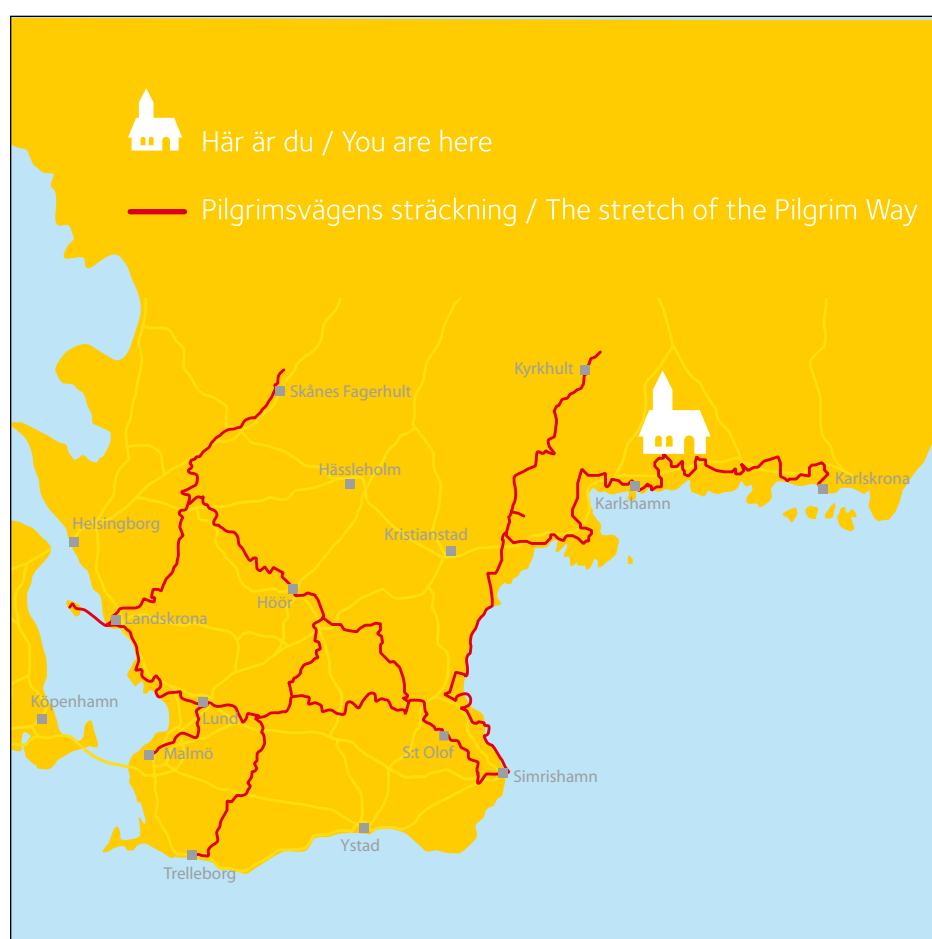 Här är du / You are here
Pilgrimsvägens sträckning / The stretch of the Pilgrim Way
Kyrkhult
Skånes Fagerhult
Hässleholm
Karlskrona
Karlshamn
Helsingborg
Kristianstad
Höör
Landskrona
Köpenhamn
Lund
Malmö
S:t Olof
Simrishamn
Ystad
Trelleborg